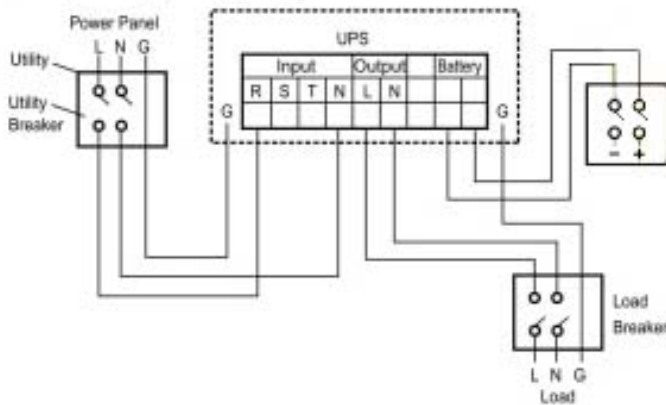 Power Panel
L N G
Utility
Utility
Breaker
UPS
Input Output Battery
R S T N L N
G
G
− +
Load
Breaker
L N G
Load